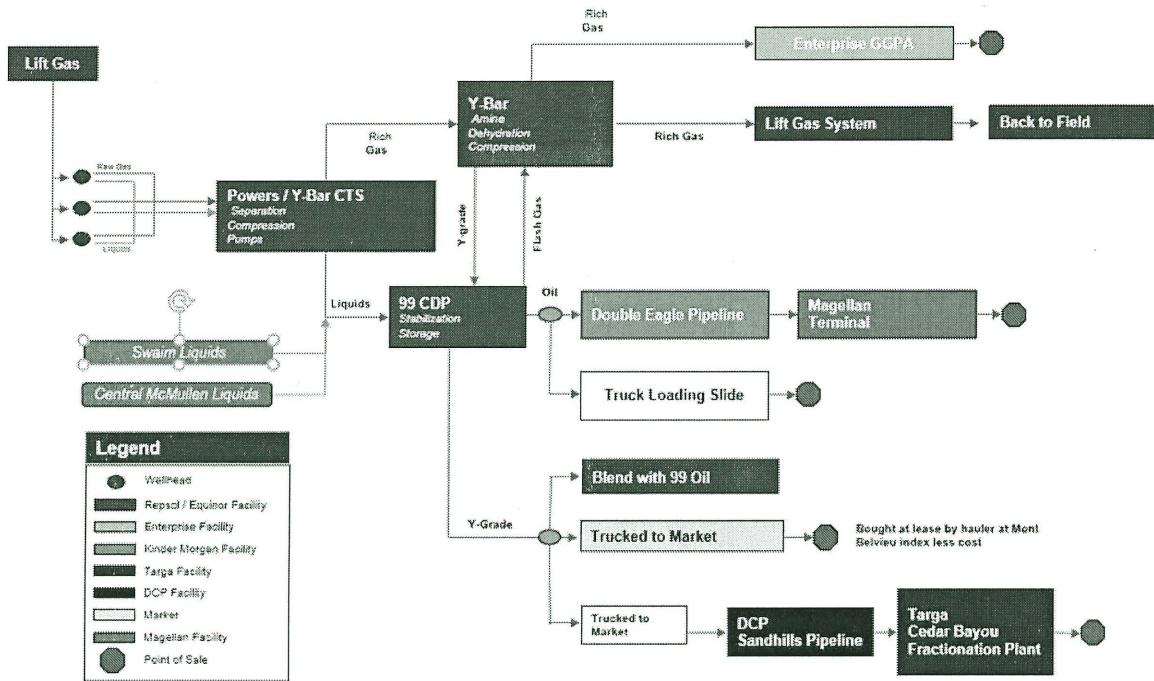 Rich
Gas
Enterprise GGPA
Lift Gas
Y-Bar
Amine
Dehydration
Compression
Rich
Gas
Rich Gas
Lift Gas System
Back to Field
Raw Gas
Liquids
Powers / Y-Bar CTS
Separation
Compression
Pumps
Y-grade
Flash Gas
Liquids
99 CDP
Stabilization
Storage
Oil
Double Eagle Pipeline
Magellan
Terminal
Swaim Liquids
Central McMullen Liquids
Truck Loading Slide
Legend
Wellhead
Repsol / Equinor Facility
Enterprise Facility
Kinder Morgan Facility
Targa Facility
DCP Facility
Market
Magellan Facility
Point of Sale
Blend with 99 Oil
Y-Grade
Trucked to Market
Bought at lease by hauler at Mont
Belvieu index less cost
Trucked to
Market
DCP
Sandhills Pipeline
Targa
Cedar Bayou
Fractionation Plant